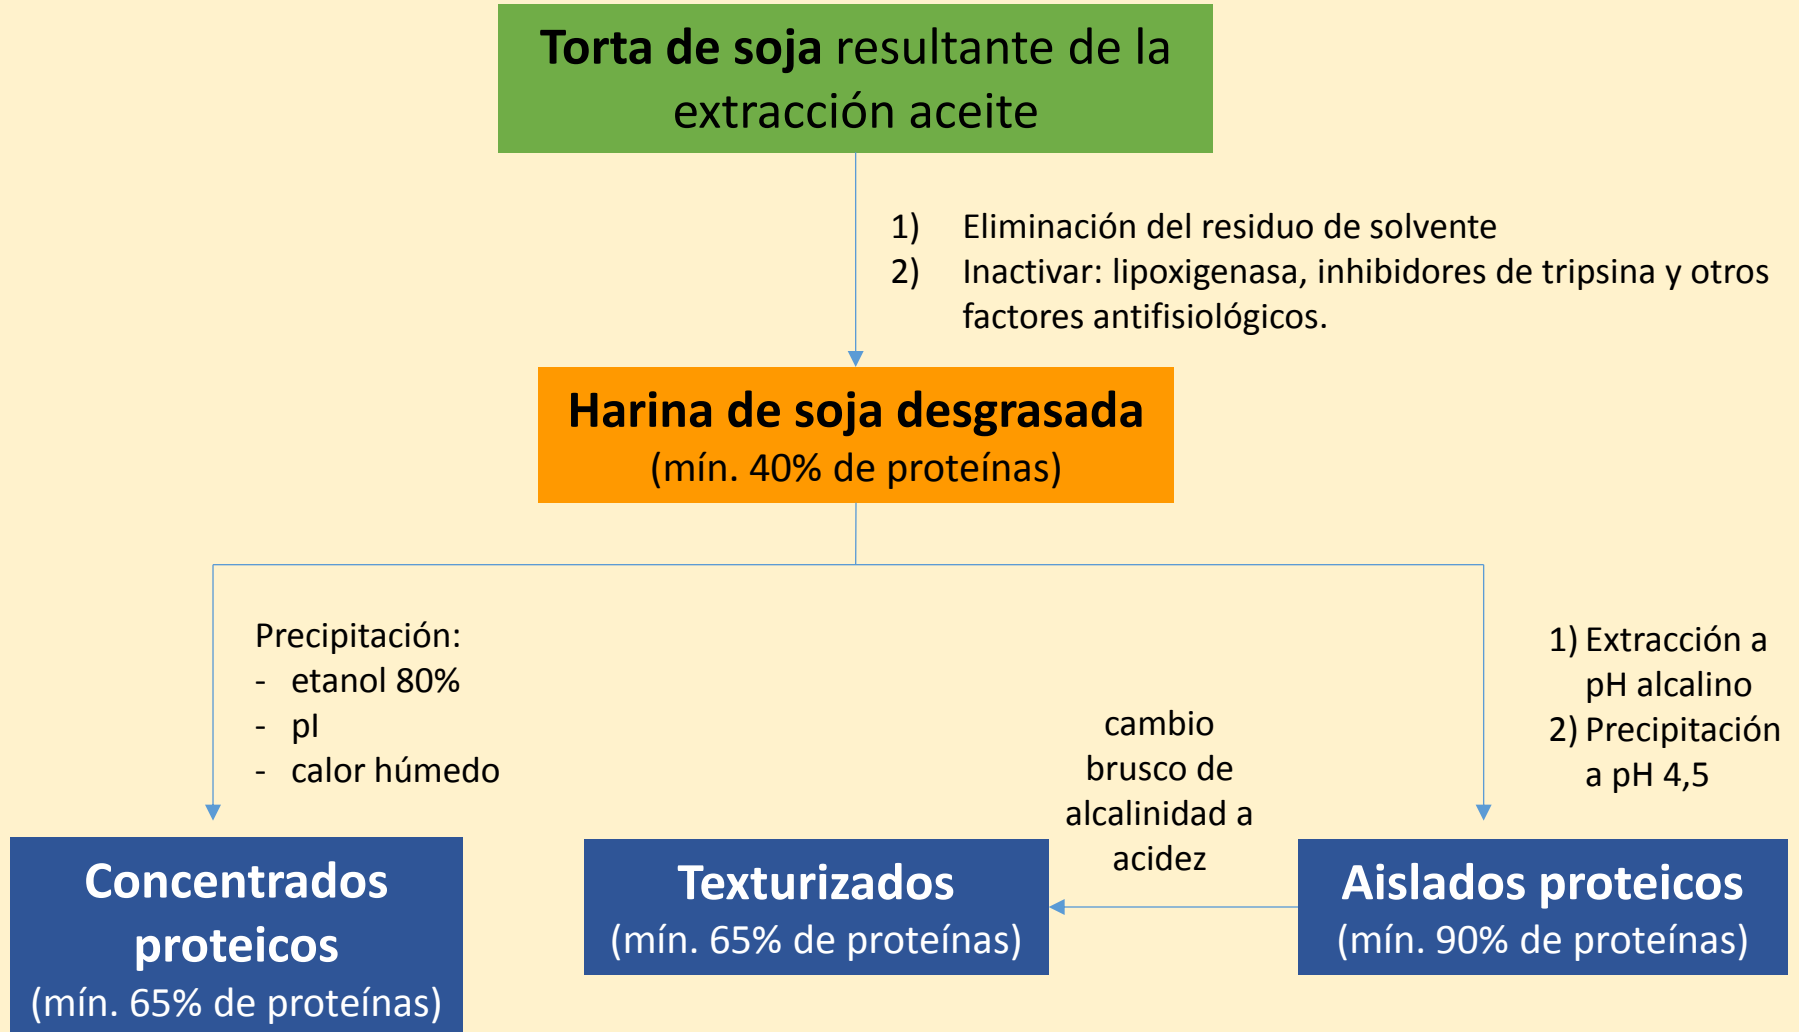 Torta de soja resultante de la
extracción aceite
1) Eliminación del residuo de solvente
2) Inactivar: lipoxigenasa, inhibidores de tripsina y otros
factores antifisiológicos.
Harina de soja desgrasada
(mín. 40% de proteínas)
Precipitación:
- etanol 80%
- pI
- calor húmedo
1) Extracción a
pH alcalino
2) Precipitación
a pH 4,5
cambio
brusco de
alcalinidad a
acidez
Concentrados
proteicos
(mín. 65% de proteínas)
Texturizados
(mín. 65% de proteínas)
Aislados proteicos
(mín. 90% de proteínas)